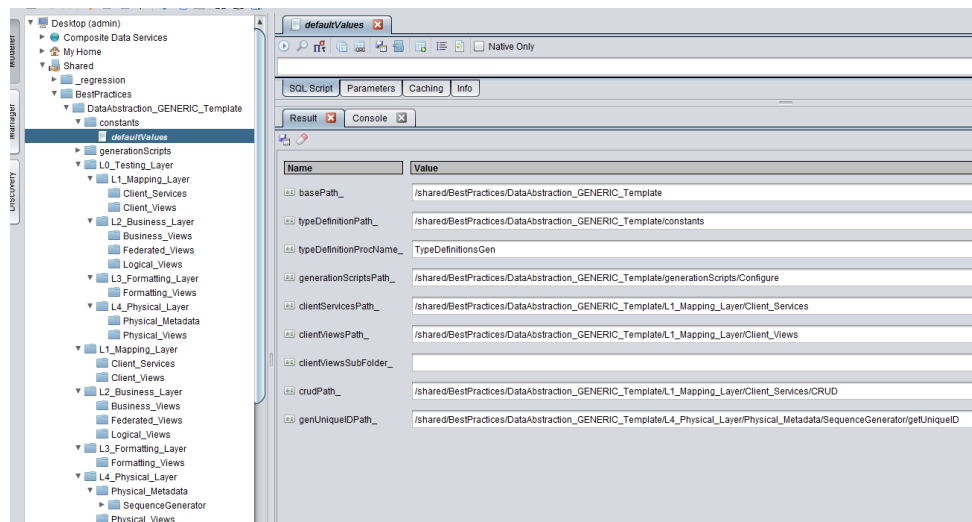 Modeler
Manager
Discovery
Desktop (admin)
Composite Data Services
My Home
Shared
_regression
BestPractices
DataAbstraction_GENERIC_Template
constants
defaultValues
generationScripts
L0_Testing_Layer
L1_Mapping_Layer
Client_Services
Client_Views
L2_Business_Layer
Business_Views
Federated_Views
Logical_Views
L3_Formatting_Layer
Formatting_Views
L4_Physical_Layer
Physical_Metadata
Physical_Views
L1_Mapping_Layer
Client_Services
Client_Views
L2_Business_Layer
Business_Views
Federated_Views
Logical_Views
L3_Formatting_Layer
Formatting_Views
L4_Physical_Layer
Physical_Metadata
SequenceGenerator
Physical_Views
defaultValues
Native Only
SQL Script Parameters Caching Info
Result Console
Name Value
basePath_ /shared/BestPractices/DataAbstraction_GENERIC_Template
typeDefinitionPath_ /shared/BestPractices/DataAbstraction_GENERIC_Template/constants
typeDefinitionProcName_ TypeDefinitionsGen
generationScriptsPath_ /shared/BestPractices/DataAbstraction_GENERIC_Template/generationScripts/Configure
clientServicesPath_ /shared/BestPractices/DataAbstraction_GENERIC_Template/L1_Mapping_Layer/Client_Services
clientViewsPath_ /shared/BestPractices/DataAbstraction_GENERIC_Template/L1_Mapping_Layer/Client_Views
clientViewsSubFolder_
crudPath_ /shared/BestPractices/DataAbstraction_GENERIC_Template/L1_Mapping_Layer/Client_Services/CRUD
genUniqueIDPath_ /shared/BestPractices/DataAbstraction_GENERIC_Template/L4_Physical_Layer/Physical_Metadata/SequenceGenerator/getUniqueID